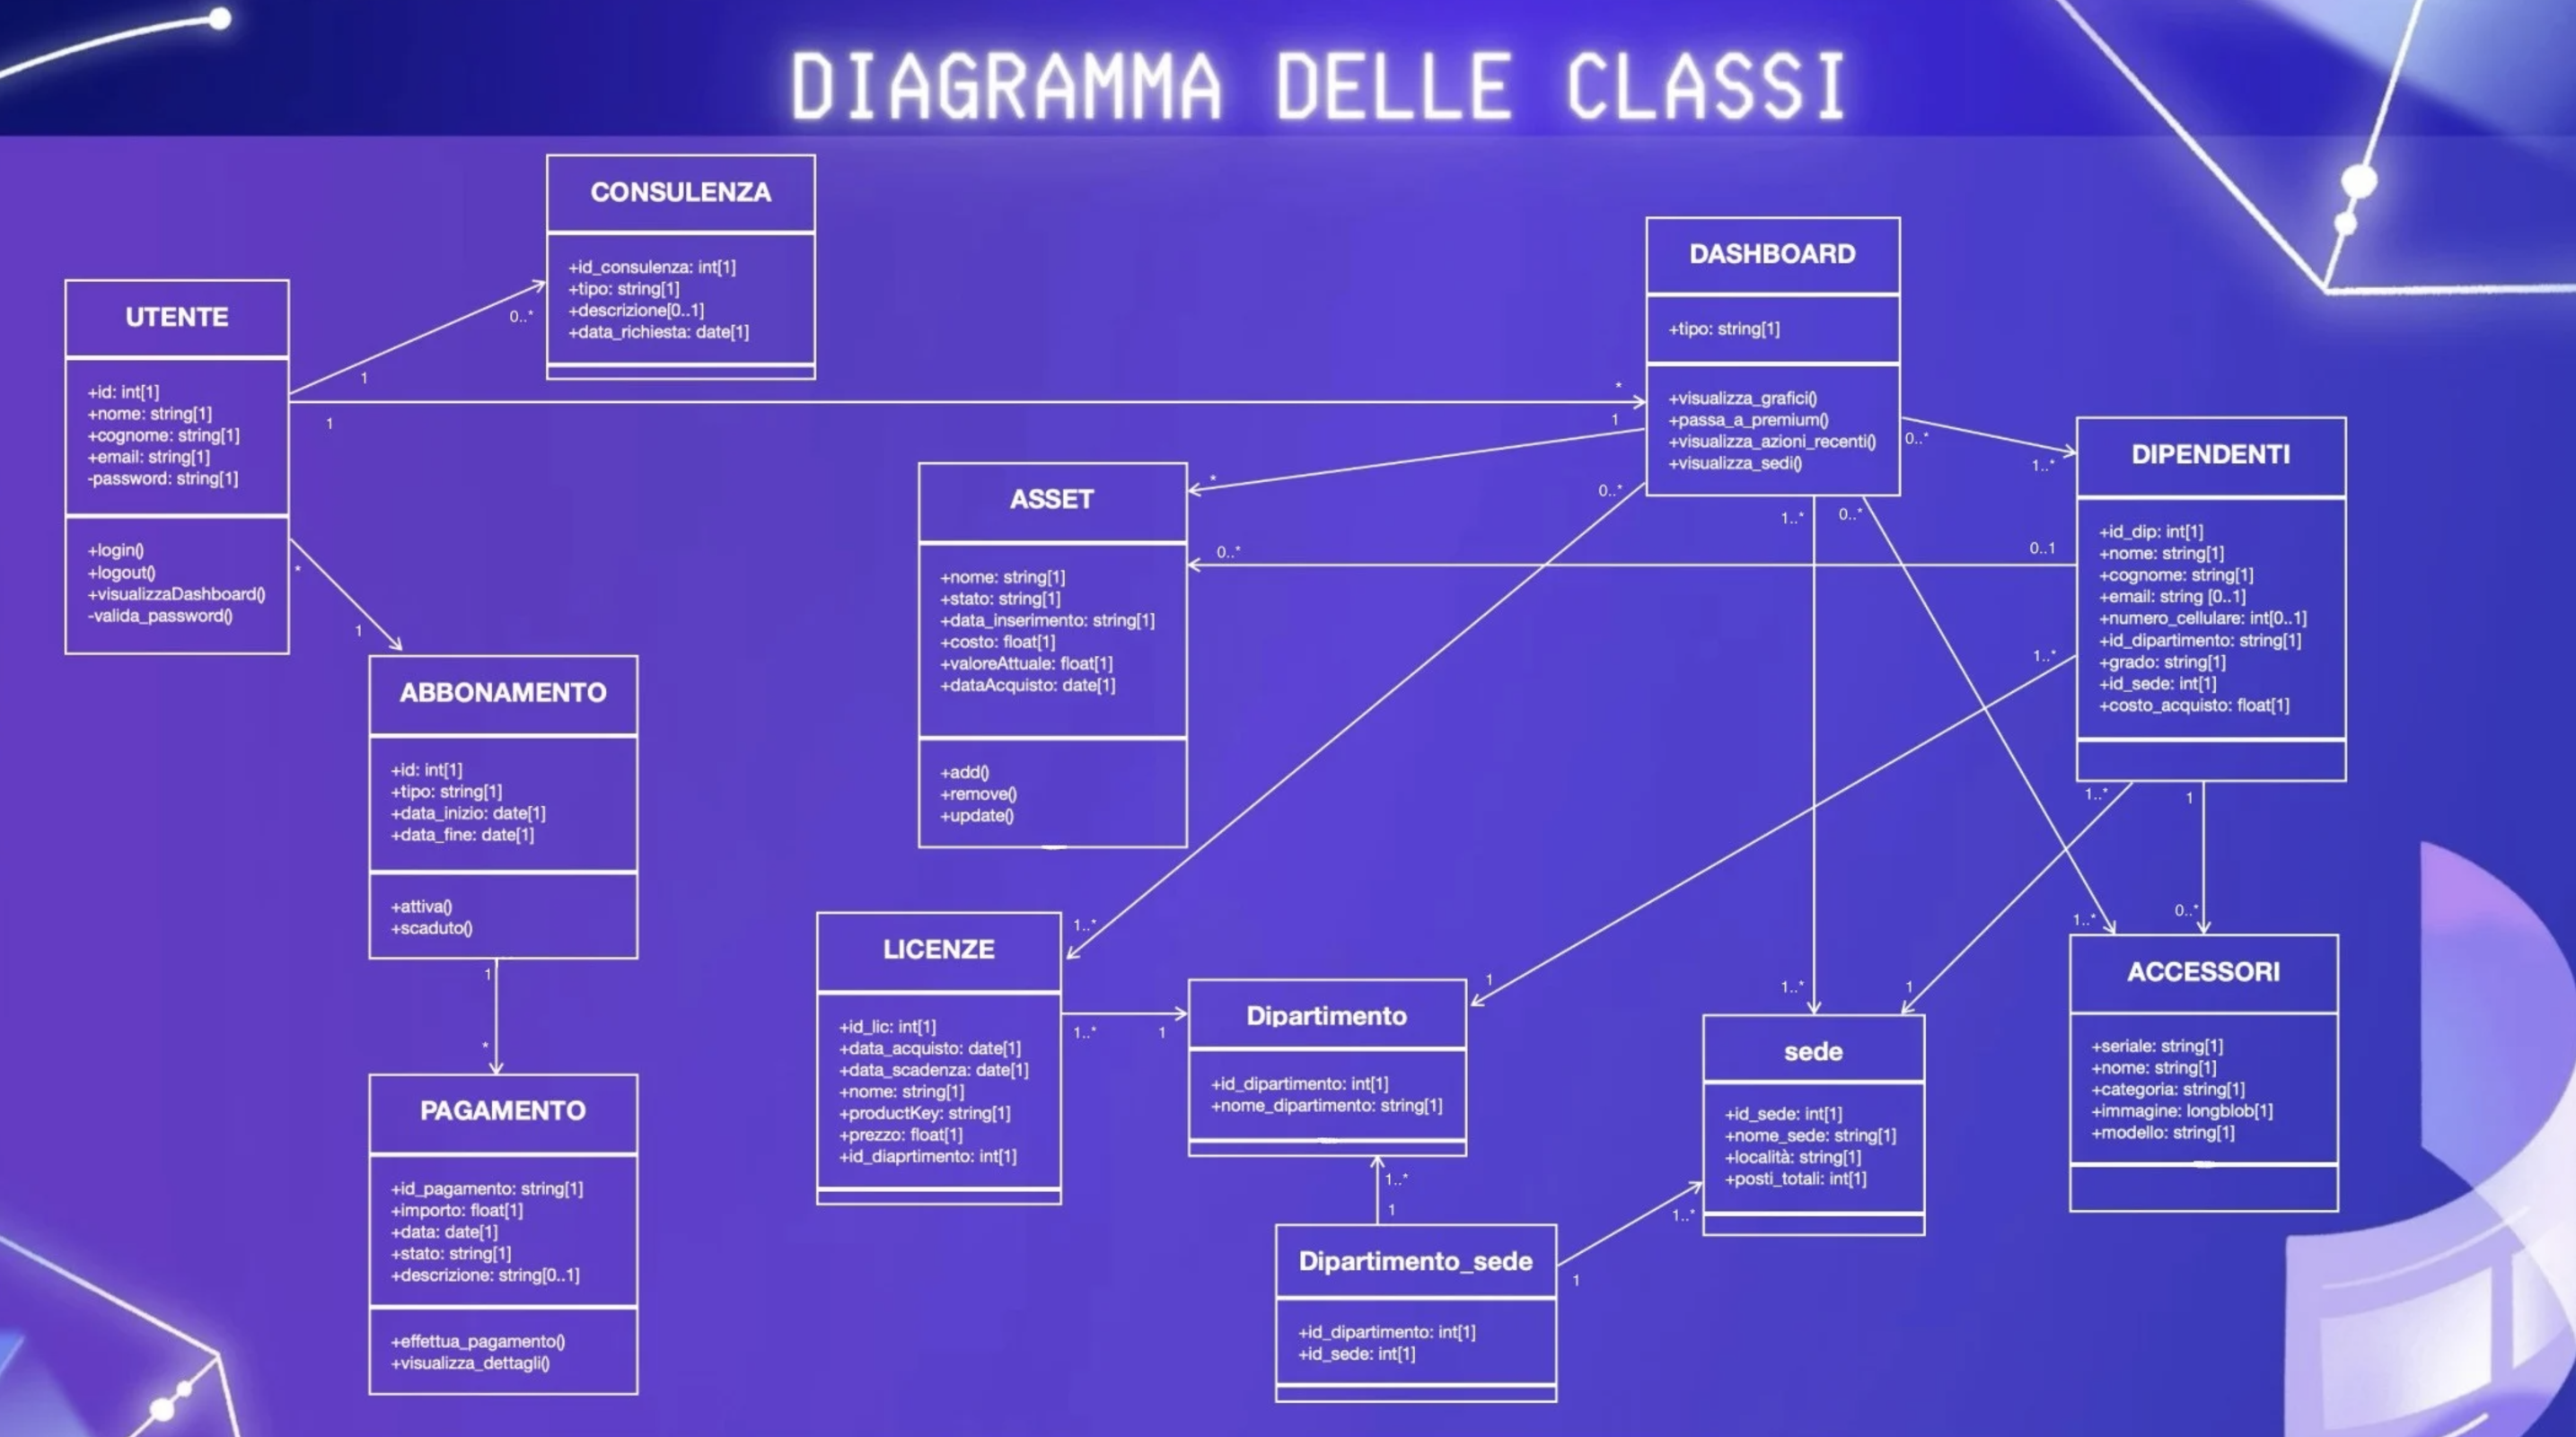 DIAGRAMMA DELLE CLASSI
CONSULENZA
+id_consulenza: int[1]
+tipo: string[1]
+descrizione[0..1]
+data_richiesta: date[1]
UTENTE
+id: int[1]
+nome: string[1]
+cognome: string[1]
+email: string[1]
-password: string[1]
+login()
+logout()
+visualizzaDashboard()
-valida_password()
1
0..*
1
*
*
1
ABBONAMENTO
+id: int[1]
+tipo: string[1]
+data_inizio: date[1]
+data_fine: date[1]
+attiva()
+scaduto()
1
*
PAGAMENTO
+id_pagamento: string[1]
+importo: float[1]
+data: date[1]
+stato: string[1]
+descrizione: string[0..1]
+effettua_pagamento()
+visualizza_dettagli()
DASHBOARD
+tipo: string[1]
+visualizza_grafici()
+passa_a_premium()
+visualizza_azioni_recenti()
+visualizza_sedi()
1
*
0..*
1..*
0..*
1..*
1..*
1..*
0..*
1..*
ASSET
+nome: string[1]
+stato: string[1]
+data_inserimento: string[1]
+costo: float[1]
+valoreAttuale: float[1]
+dataAcquisto: date[1]
+add()
+remove()
+update()
0..*
0..1
DIPENDENTI
+id_dip: int[1]
+nome: string[1]
+cognome: string[1]
+email: string [0..1]
+numero_cellulare: int[0..1]
+id_dipartimento: string[1]
+grado: string[1]
+id_sede: int[1]
+costo_acquisto: float[1]
1..*
1
1..*
1
1
0..*
LICENZE
+id_lic: int[1]
+data_acquisto: date[1]
+data_scadenza: date[1]
+nome: string[1]
+productKey: string[1]
+prezzo: float[1]
+id_diaprtimento: int[1]
1..*
1
Dipartimento
+id_dipartimento: int[1]
+nome_dipartimento: string[1]
1..*
1
Dipartimento_sede
+id_dipartimento: int[1]
+id_sede: int[1]
1
1..*
sede
+id_sede: int[1]
+nome_sede: string[1]
+località: string[1]
+posti_totali: int[1]
ACCESSORI
+seriale: string[1]
+nome: string[1]
+categoria: string[1]
+immagine: longblob[1]
+modello: string[1]